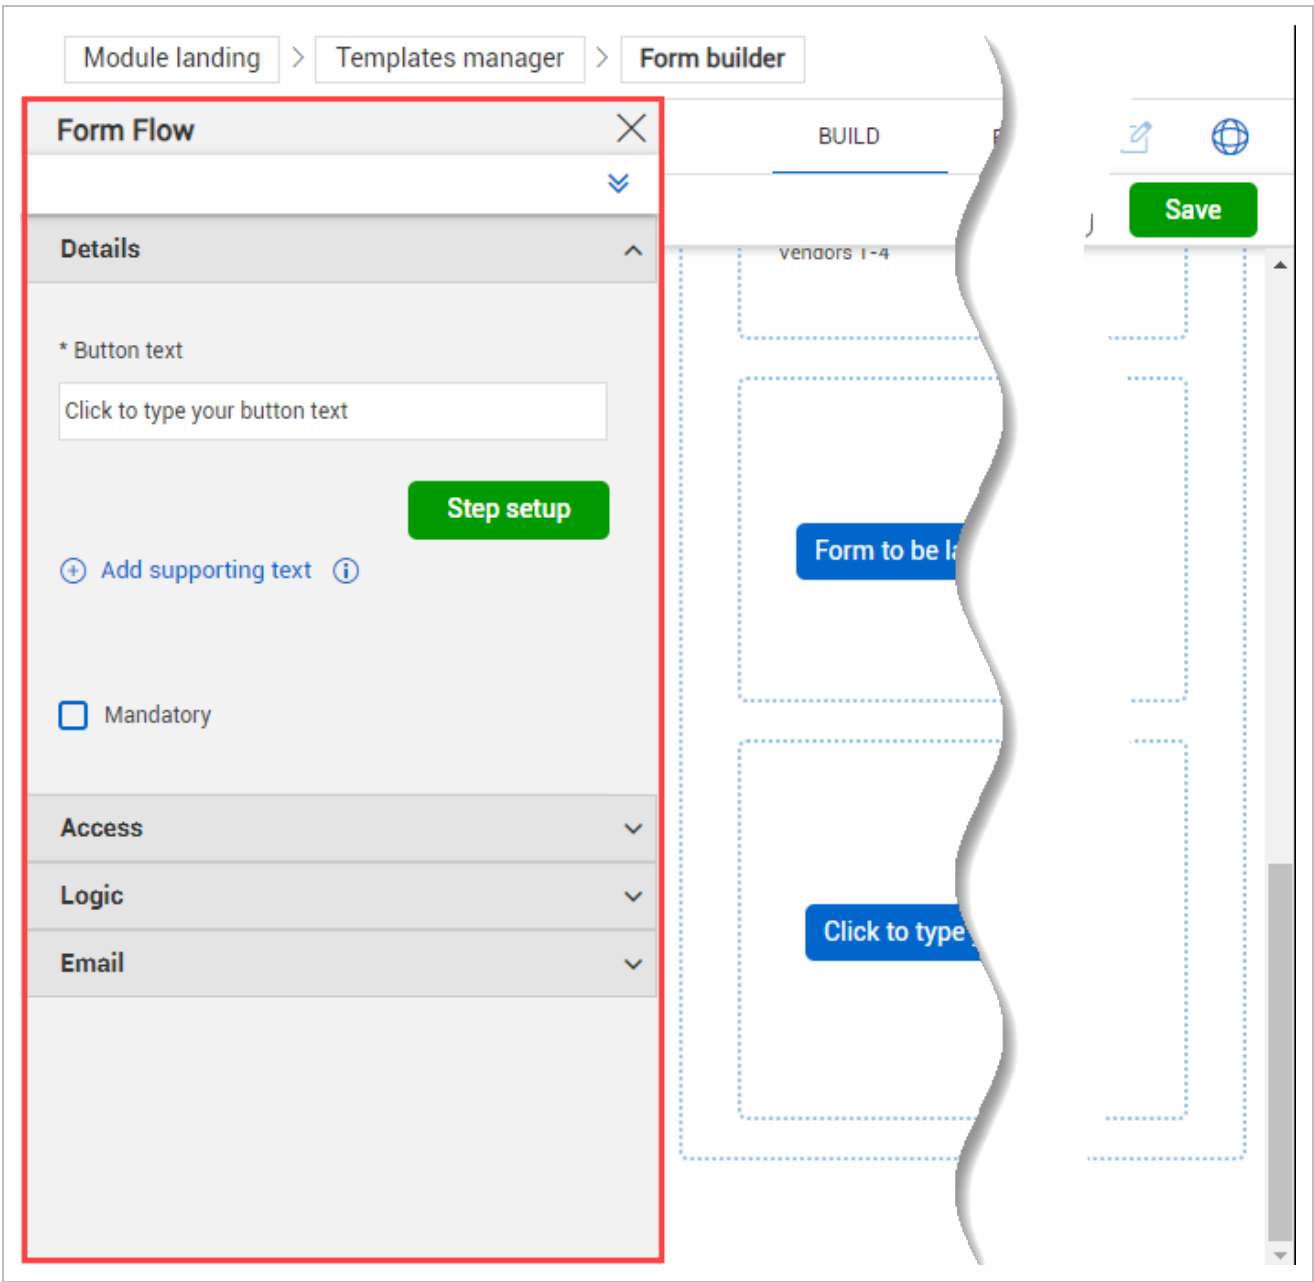 Module landing > Templates manager > Form builder
Form Flow
BUILD
Save
Details
Vendors 1-4
* Button text
Click to type your button text
Step setup
Add supporting text
Form to be
Mandatory
Access
Logic
Click to type
Email